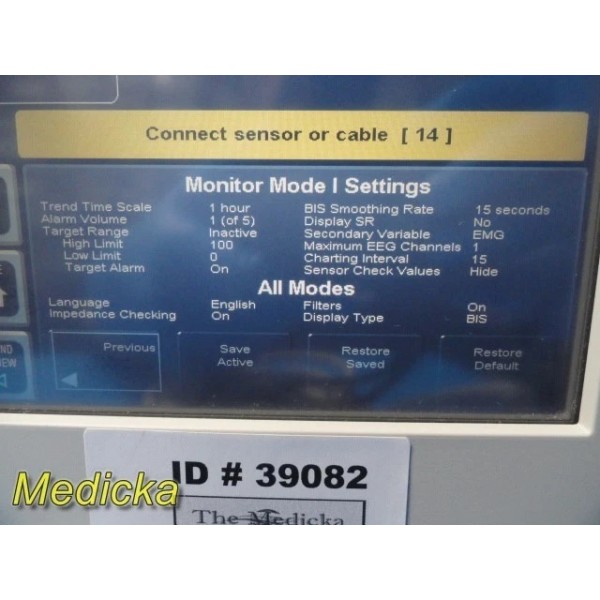 Connect sensor or cable [ 14 ]
Monitor Mode I Settings
Trend Time Scale 1 hour BIS Smoothing Rate 15 seconds
Alarm Volume 1 (of 5) Display SR No
Target Range Inactive Secondary Variable EMG
High Limit 100 Maximum EEG Channels 1
Low Limit 0 Charting Interval 15
Target Alarm On Sensor Check Values Hide
All Modes
Language English Filters On
Impedance Checking On Display Type BIS
Previous Save Active Restore Saved Restore Default
ID # 39082
Medicka
The Medicka